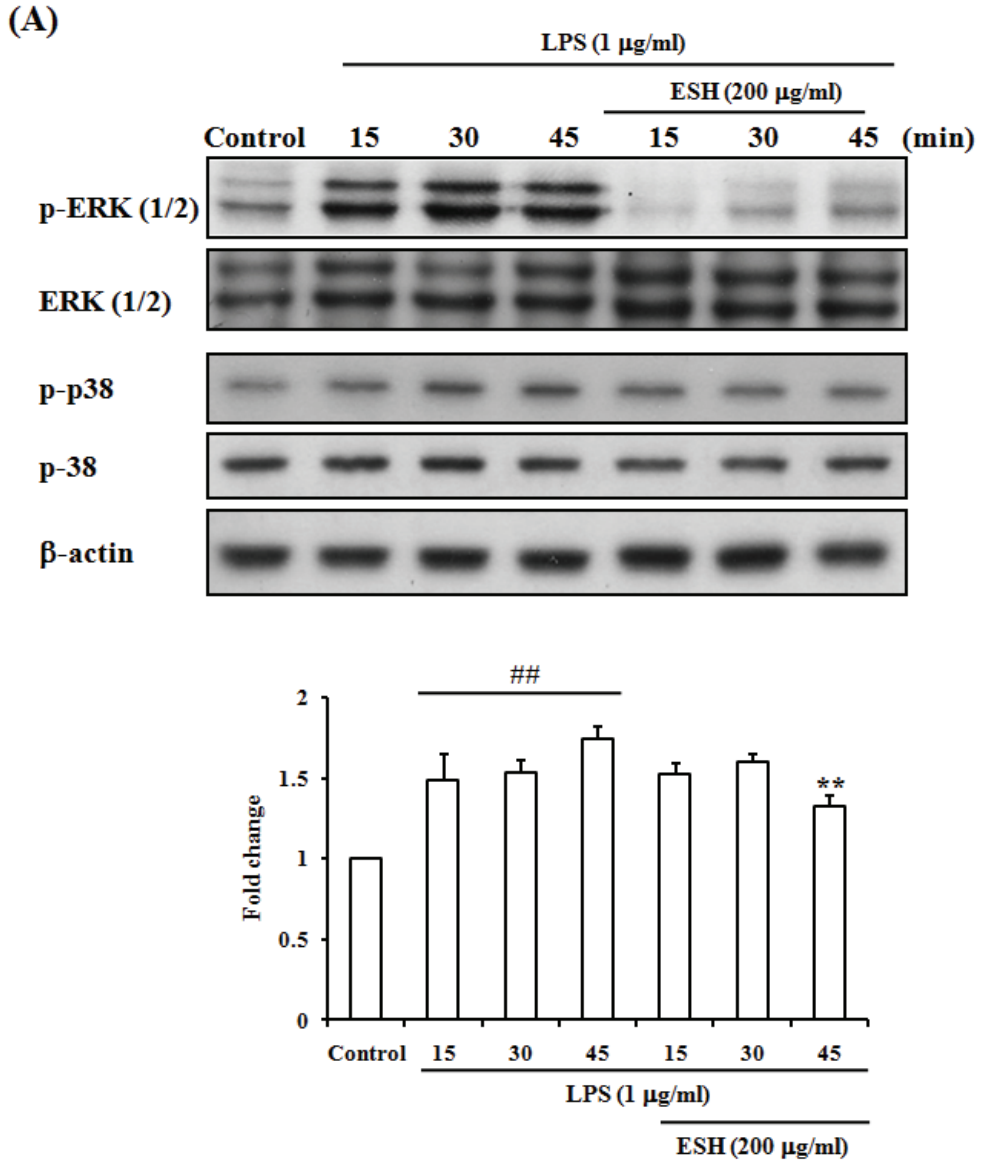 (A)
LPS (1 μg/ml)
ESH (200 μg/ml)
Control 15 30 45 15 30 45 (min)
p-ERK (1/2)
ERK (1/2)
p-p38
p-38
β-actin
##
2
1.5
**
1
0.5
0
Fold change
Control 15 30 45 15 30 45
LPS (1 μg/ml)
ESH (200 μg/ml)